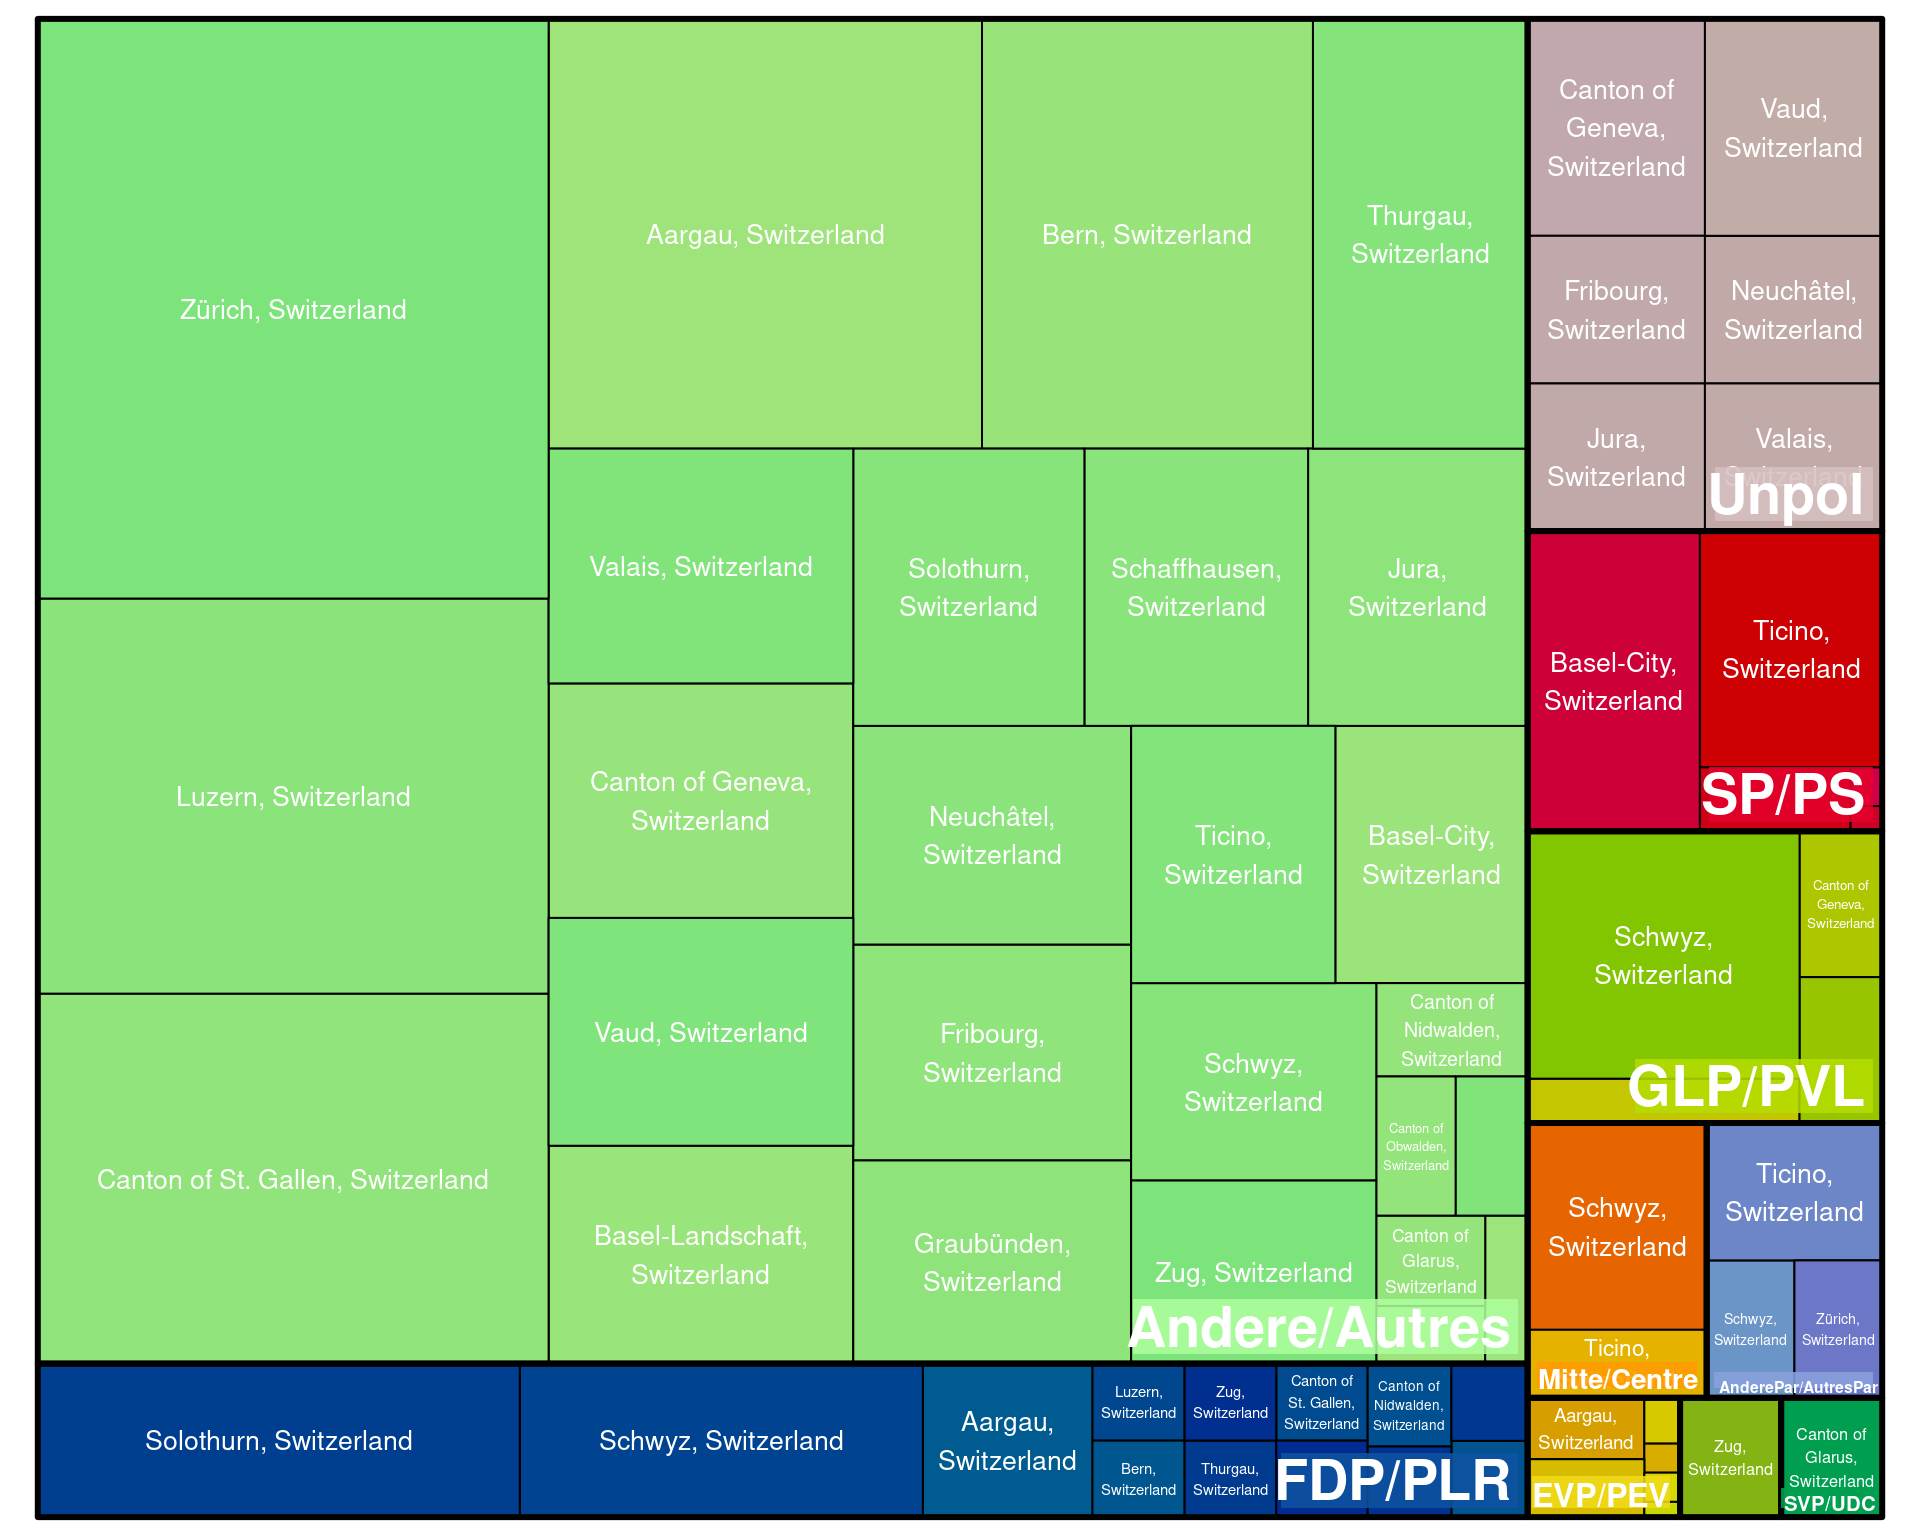 Zürich, Switzerland
Luzern, Switzerland
Canton of St. Gallen, Switzerland
Aargau, Switzerland
Bern, Switzerland
Thurgau,
Switzerland
Valais, Switzerland
Canton of Geneva,
Switzerland
Vaud, Switzerland
Basel-Landschaft,
Switzerland
Solothurn,
Switzerland
Schaffhausen,
Switzerland
Jura,
Switzerland
Neuchâtel,
Switzerland
Fribourg,
Switzerland
Graubünden,
Switzerland
Ticino,
Switzerland
Basel-City,
Switzerland
Schwyz,
Switzerland
Zug, Switzerland
Canton of
Nidwalden,
Switzerland
Canton of
Obwalden,
Switzerland
Canton of
Glarus,
Switzerland
Andere/Autres
Solothurn, Switzerland
Schwyz, Switzerland
Aargau,
Switzerland
Luzern,
Switzerland
Bern,
Switzerland
Zug,
Switzerland
Thurgau,
Switzerland
Canton of
St. Gallen,
Switzerland
Canton of
Nidwalden,
Switzerland
FDP/PLR
Canton of
Geneva,
Switzerland
Vaud,
Switzerland
Fribourg,
Switzerland
Neuchâtel,
Switzerland
Jura,
Switzerland
Valais,
Switzerland
Unpol
Basel-City,
Switzerland
Ticino,
Switzerland
SP/PS
Schwyz,
Switzerland
Canton of
Geneva,
Switzerland
GLP/PVL
Schwyz,
Switzerland
Ticino,
Mitte/Centre
Ticino,
Switzerland
Schwyz,
Switzerland
Zürich,
Switzerland
AnderePar/AutresPar
Aargau,
Switzerland
EVP/PEV
Zug,
Switzerland
Canton of
Glarus,
Switzerland
SVP/UDC